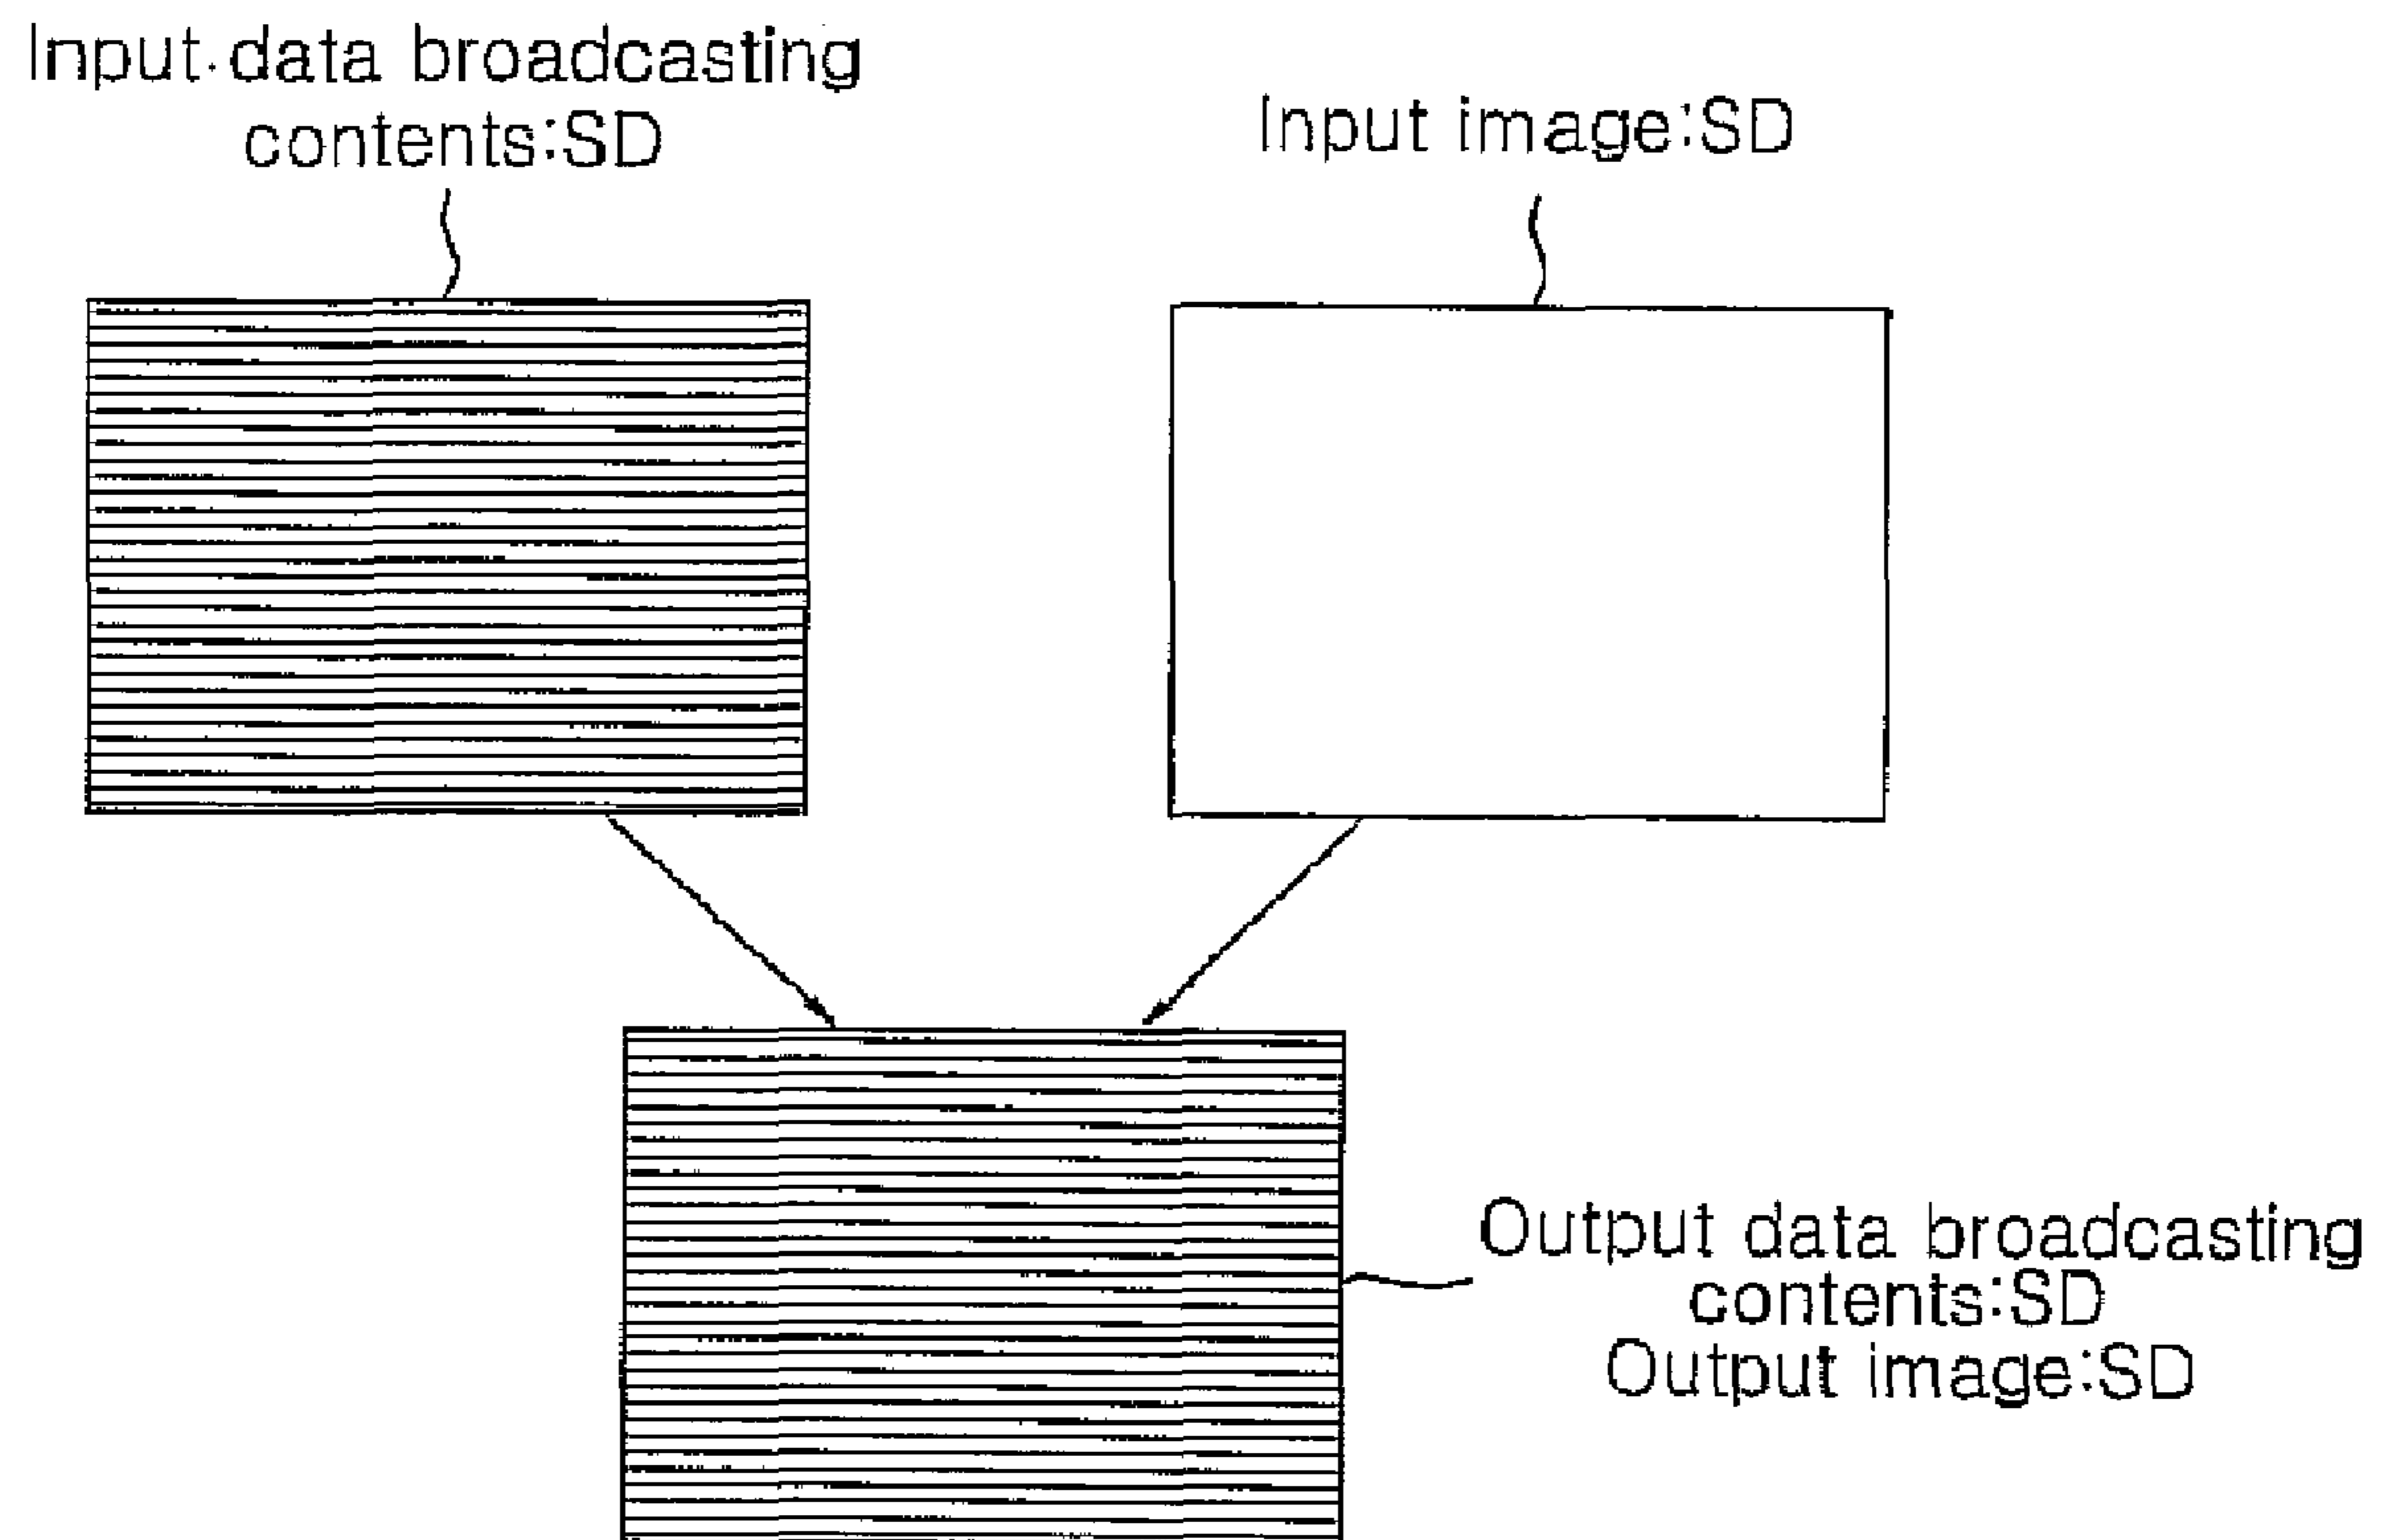 Input data broadcasting
contents:SD
Input image:SD
Output data broadcasting
contents:SD
Output image:SD